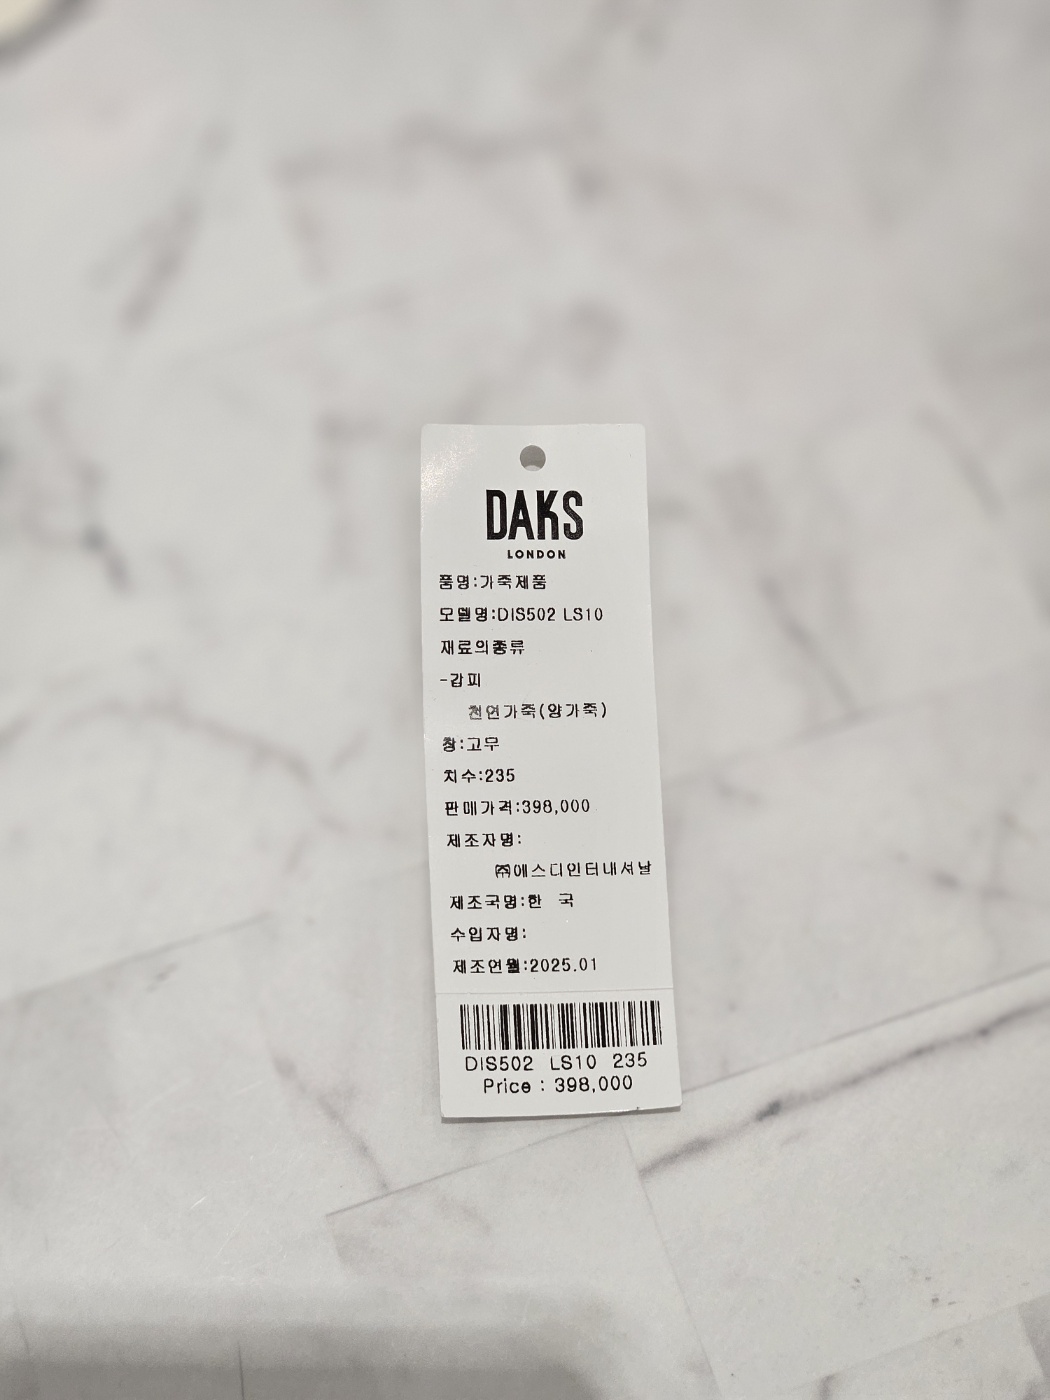 DAKS
LONDON
품명:가죽제품
모델명:DIS502 LS10
재료의종류
-갑피
천연가죽(양가죽)
창:고무
치수:235
판매가격:398,000
제조자명:
㈜에스디인터내셔날
제조국명:한 국
수입자명:
제조연월:2025.01
DIS502 LS10 235
Price : 398,000